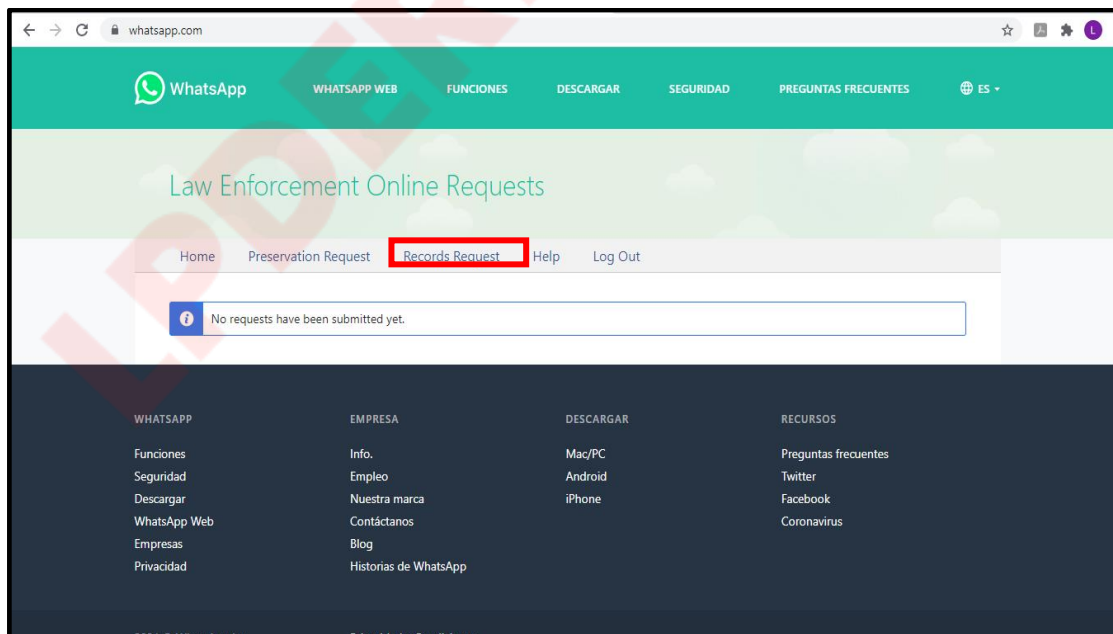 whatsapp.com
L
WhatsApp WHATSAPP WEB FUNCIONES DESCARGAR SEGURIDAD PREGUNTAS FRECUENTES ES
Law Enforcement Online Requests
Home Preservation Request Records Request Help Log Out
No requests have been submitted yet.
WHATSAPP EMPRESA DESCARGAR RECURSOS
Funciones Info. Mac/PC Preguntas frecuentes
Seguridad Empleo Android Twitter
Descargar Nuestra marca iPhone Facebook
WhatsApp Web Contáctanos Coronavirus
Empresas Blog
Privacidad Historias de WhatsApp